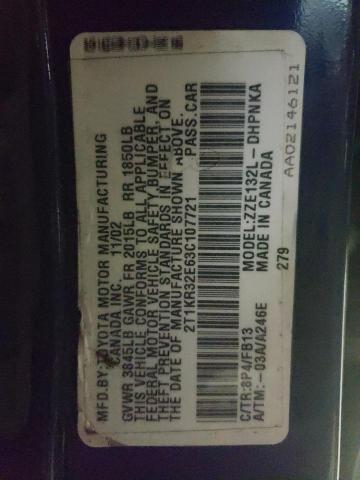 MFD.BY:TOYOTA MOTOR MANUFACTURING
CANADA INC. 11/02
GVWR 3845LB GAWR FR 2015LB RR 1850LB
THIS VEHICLE CONFORMS TO ALL APPLICABLE
FEDERAL MOTOR VEHICLE SAFETY, BUMPER, AND
THEFT PREVENTION STANDARDS IN EFFECT ON
THE DATE OF MANUFACTURE SHOWN ABOVE.
2T1KR32E63C107721 PASS.CAR
C/TR:8P4/FB13 MODEL:ZZE132L-DHPNKA
A/TM:-03A/A246E MADE IN CANADA
279
AA02146121